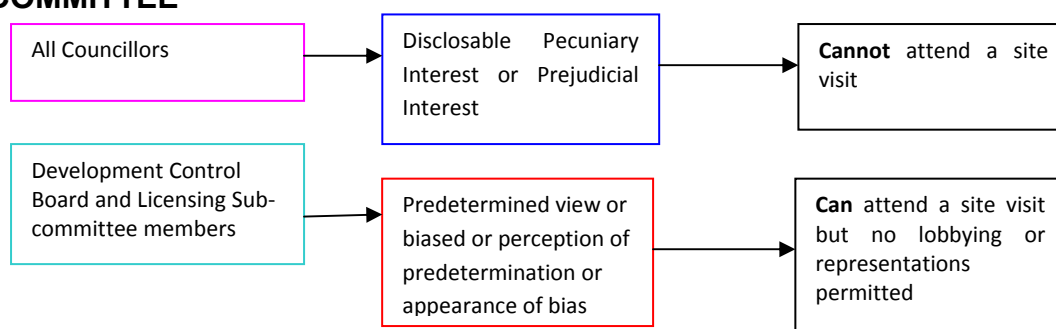 COMMITTEE
All Councillors
Disclosable Pecuniary
Interest or Prejudicial
Interest
Cannot attend a site
visit
Development Control
Board and Licensing Sub-
committee members
Predetermined view or
biased or perception of
predetermination or
appearance of bias
Can attend a site visit
but no lobbying or
representations
permitted